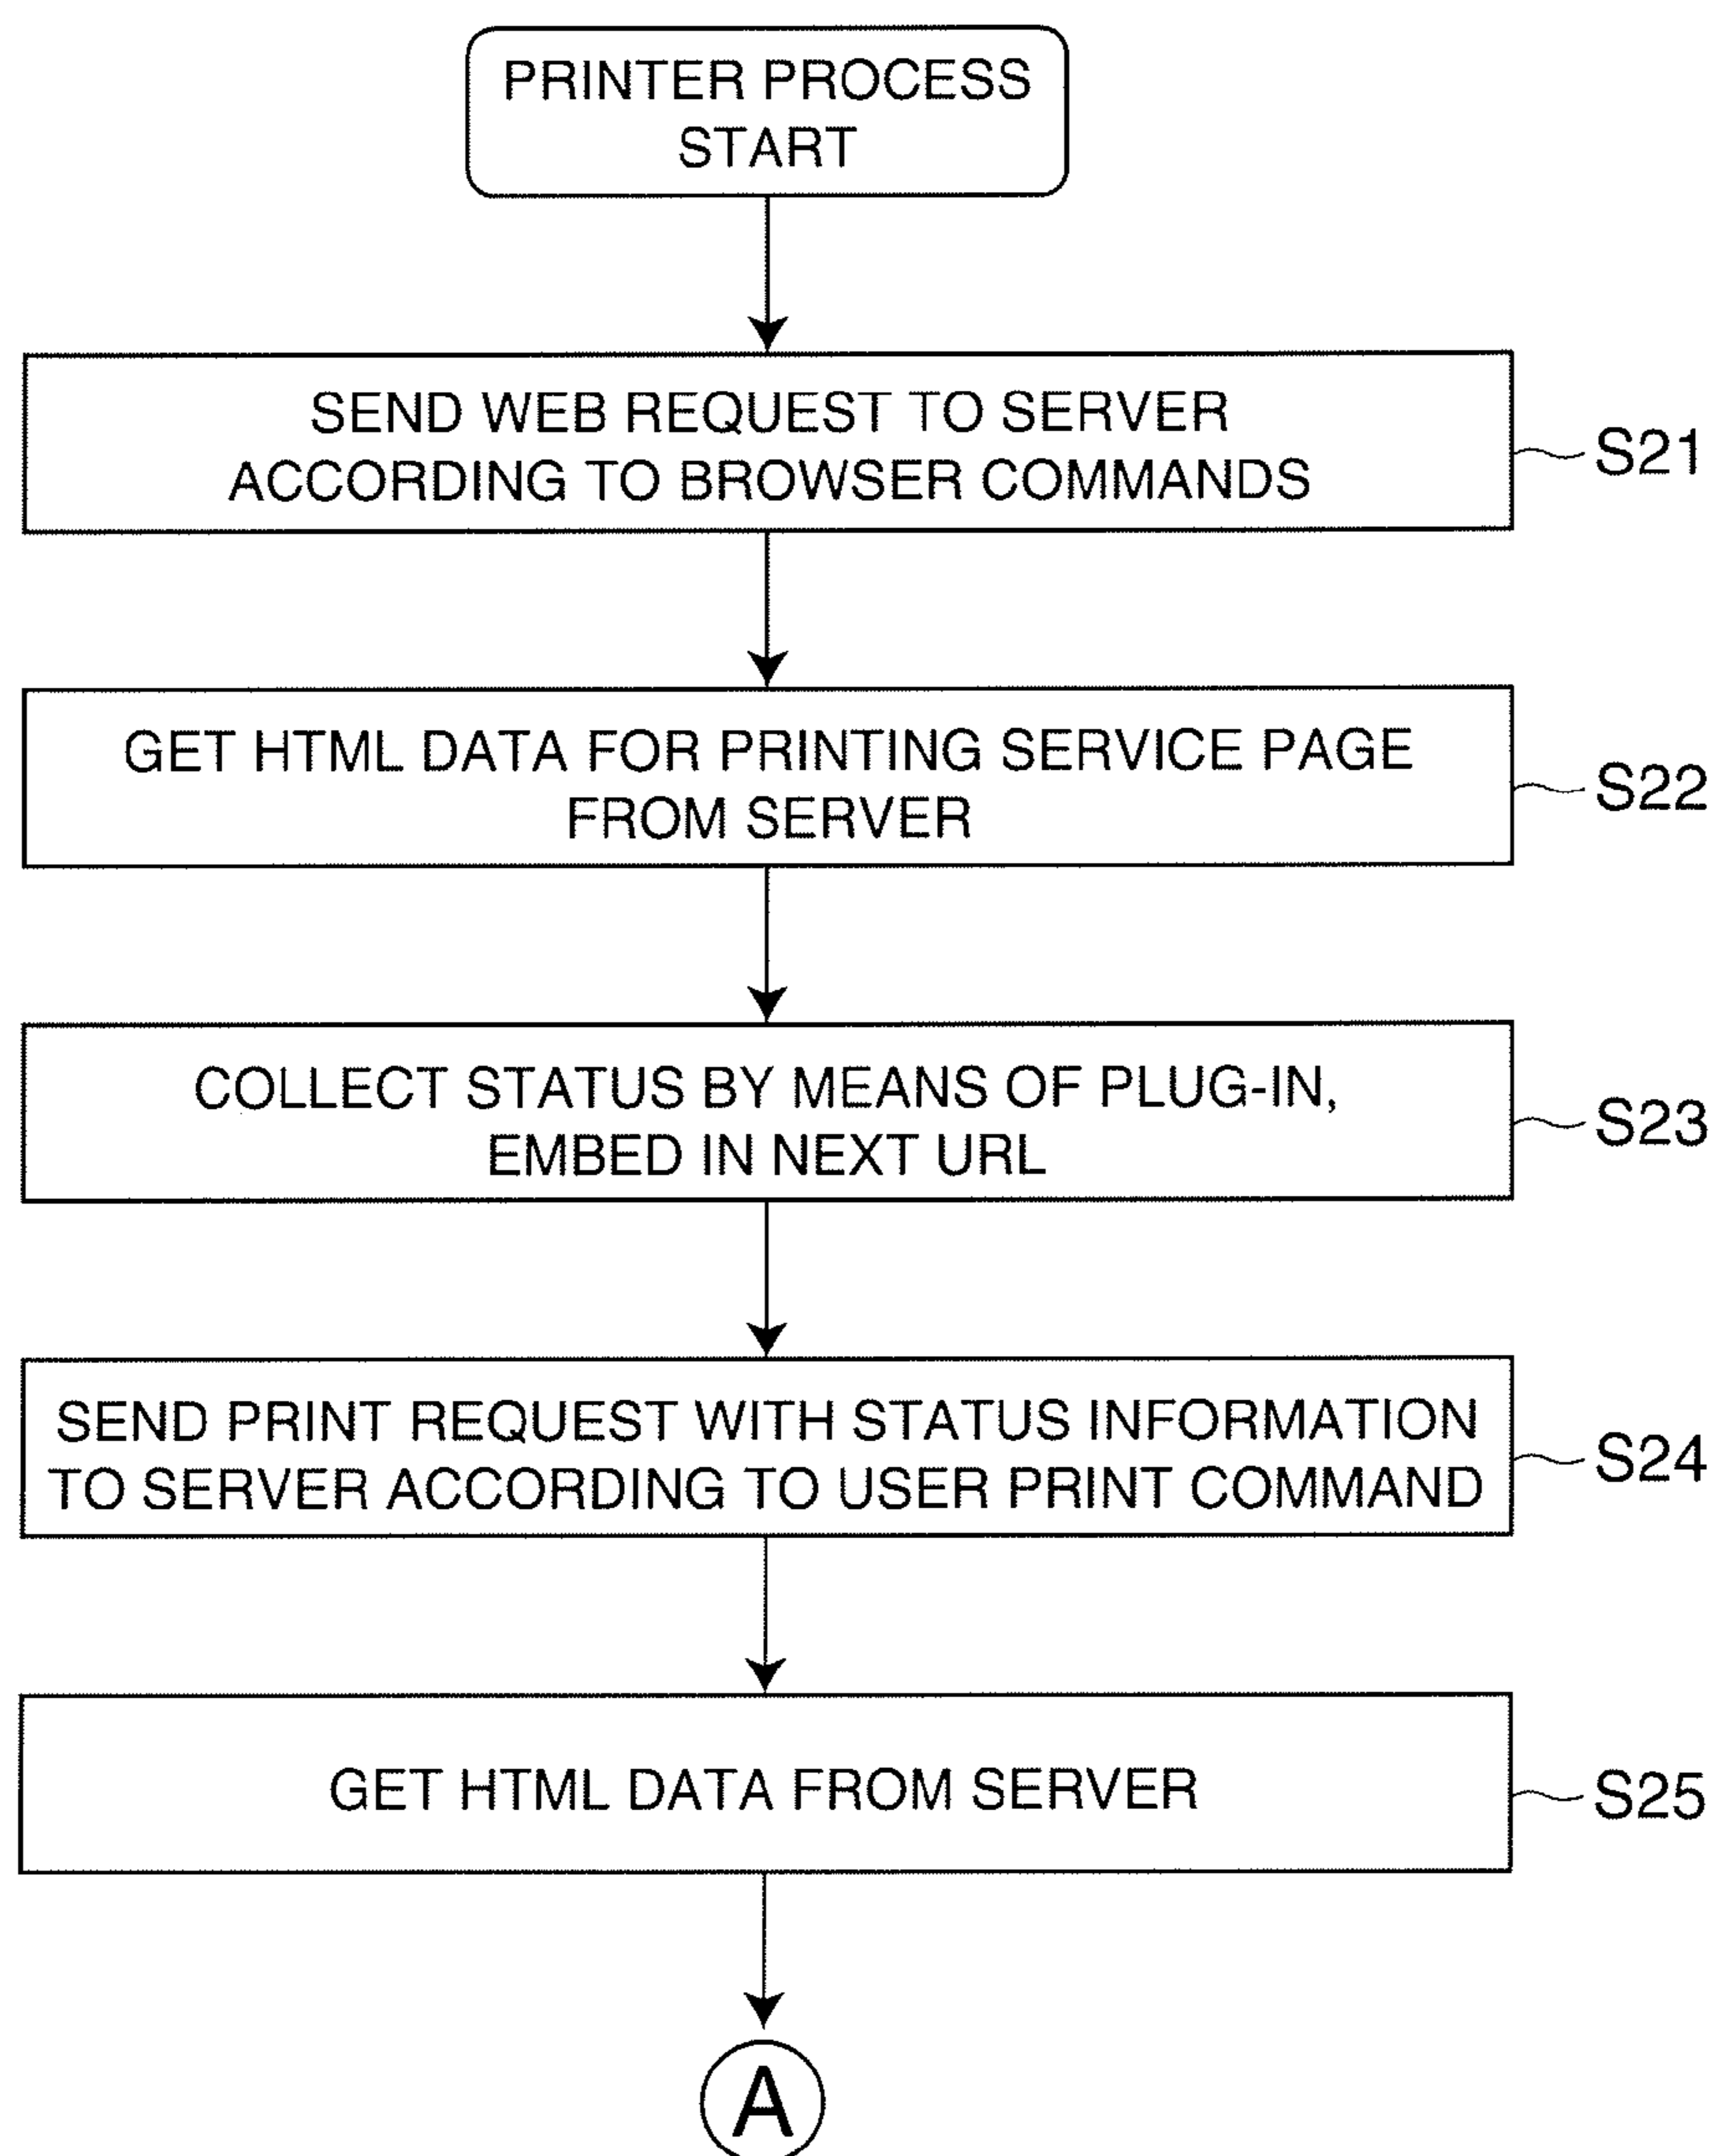 PRINTER PROCESS
START
SEND WEB REQUEST TO SERVER
ACCORDING TO BROWSER COMMANDS
S21
GET HTML DATA FOR PRINTING SERVICE PAGE
FROM SERVER
S22
COLLECT STATUS BY MEANS OF PLUG-IN,
EMBED IN NEXT URL
S23
SEND PRINT REQUEST WITH STATUS INFORMATION
TO SERVER ACCORDING TO USER PRINT COMMAND
S24
GET HTML DATA FROM SERVER
S25
A